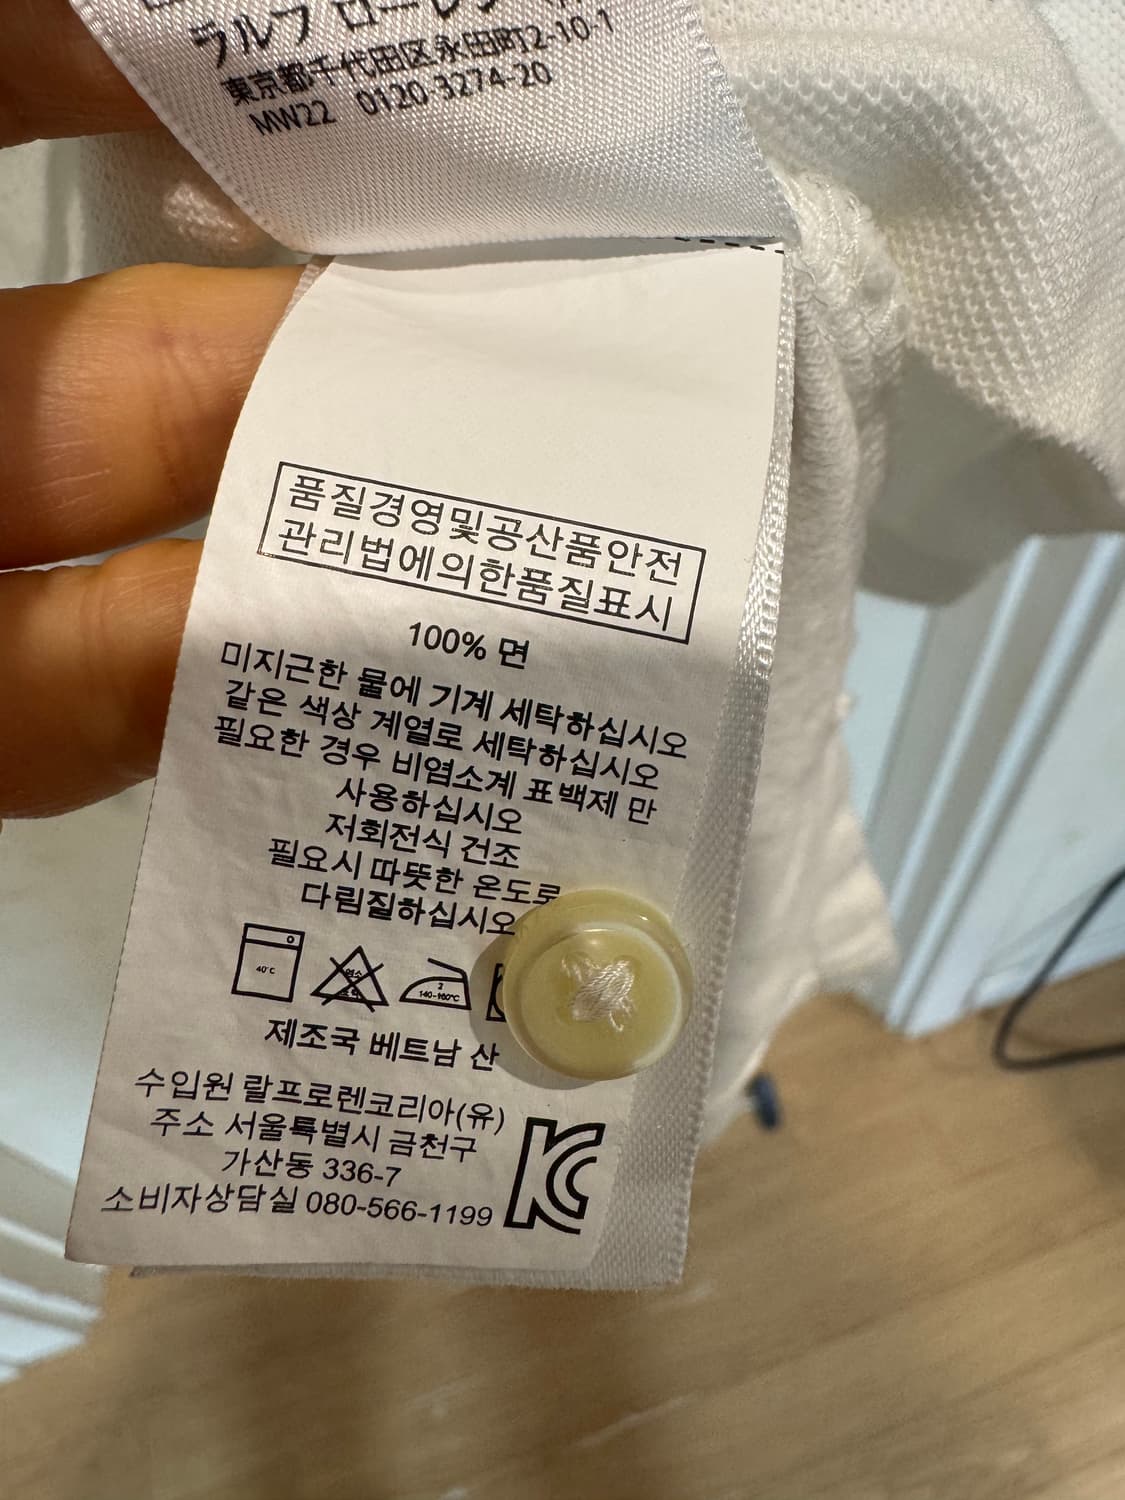 ラルフ ローレン
東京都千代田区永田町2-10-1
MW22 0120-3274-20
품질경영및공산품안전
관리법에의한품질표시
100% 면
미지근한 물에 기계 세탁하십시오
같은 색상 계열로 세탁하십시오
필요한 경우 비염소계 표백제 만
사용하십시오
저회전식 건조
필요시 따뜻한 온도로
다림질하십시오
40°C
염소
표백
2
140-160°C
제조국 베트남 산
수입원 랄프로렌코리아(유)
주소 서울특별시 금천구
가산동 336-7
소비자상담실 080-566-1199